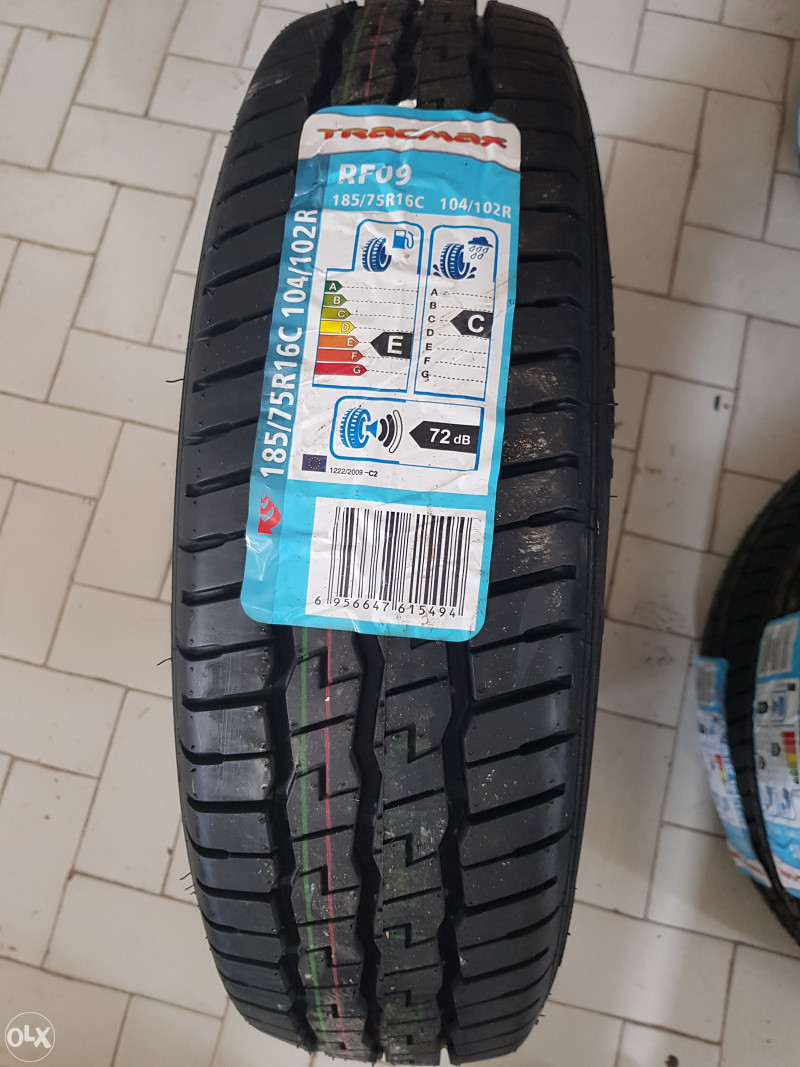 TRACMAX
RF09
185/75R16C 104/102R
185/75R16C 104/102R
A
B
C
D
E
F
G
E
A
B
C
D
E
F
G
C
72 dB
1222/2009 -C2
6 956647 615494
OLX